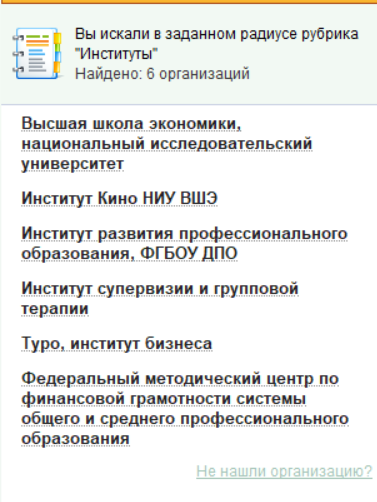 Вы искали в заданном радиусе рубрика
"Институты"
Найдено: 6 организаций
Высшая школа экономики,
национальный исследовательский
университет
Институт Кино НИУ ВШЭ
Институт развития профессионального
образования, ФГБОУ ДПО
Институт супервизии и групповой
терапии
Туро, институт бизнеса
Федеральный методический центр по
финансовой грамотности системы
общего и среднего профессионального
образования
Не нашли организацию?